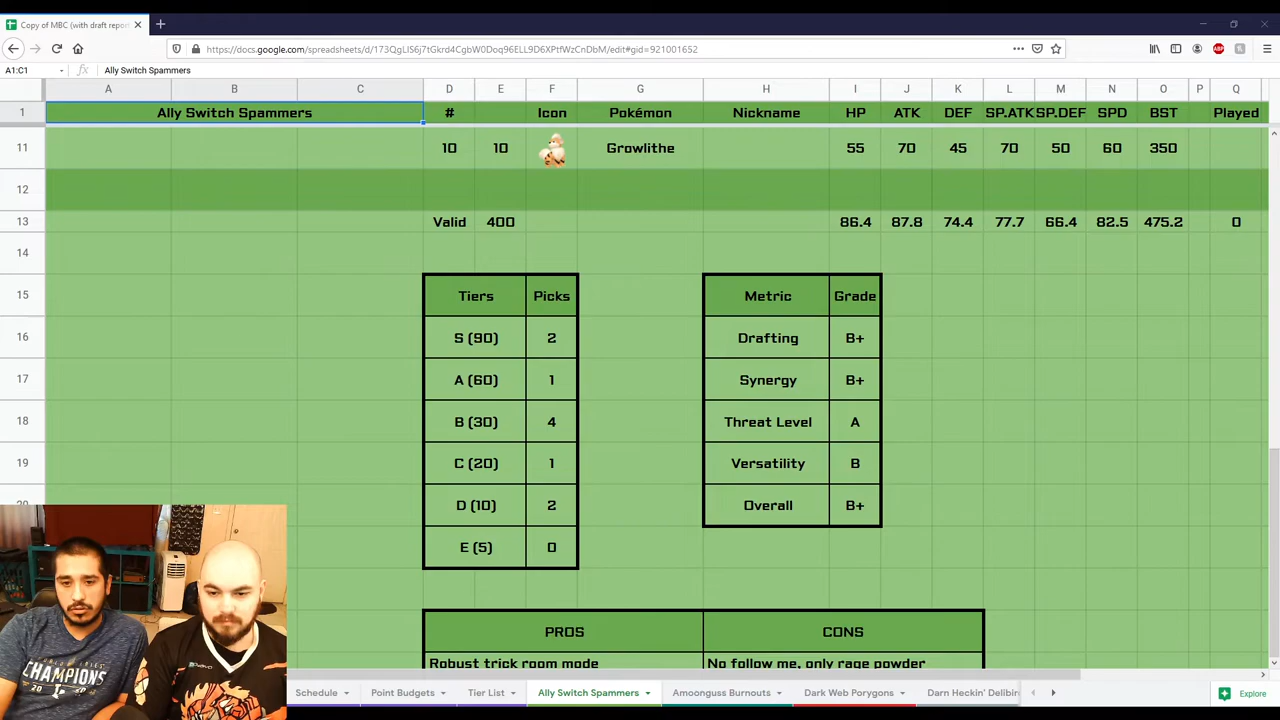 Copy of MBC (with draft report
https://docs.google.com/spreadsheets/d/173QgLlS6j7tGkrd4CgbW0Doq96ELL9D6XPtfWzCnDbM/edit#gid=921001652
A1:C1 fx Ally Switch Spammers
A B C D E F G H I J K L M N O P Q
1 Ally Switch Spammers # Icon Pokémon Nickname HP ATK DEF SP.ATK SP.DEF SPD BST Played
11 10 10 Growlithe 55 70 45 70 50 60 350
12
13 Valid 400 86.4 87.8 74.4 77.7 66.4 82.5 475.2 0
14
15 Tiers Picks Metric Grade
16 S (90) 2 Drafting B+
17 A (60) 1 Synergy B+
18 B (30) 4 Threat Level A
19 C (20) 1 Versatility B
D (10) 2 Overall B+
E (5) 0
PROS CONS
Robust trick room mode No follow me, only rage powder
CHAMPIONS
Schedule Point Budgets Tier List Ally Switch Spammers Amoonguss Burnouts Dark Web Porygons Darn Heckin' Delibir
Explore